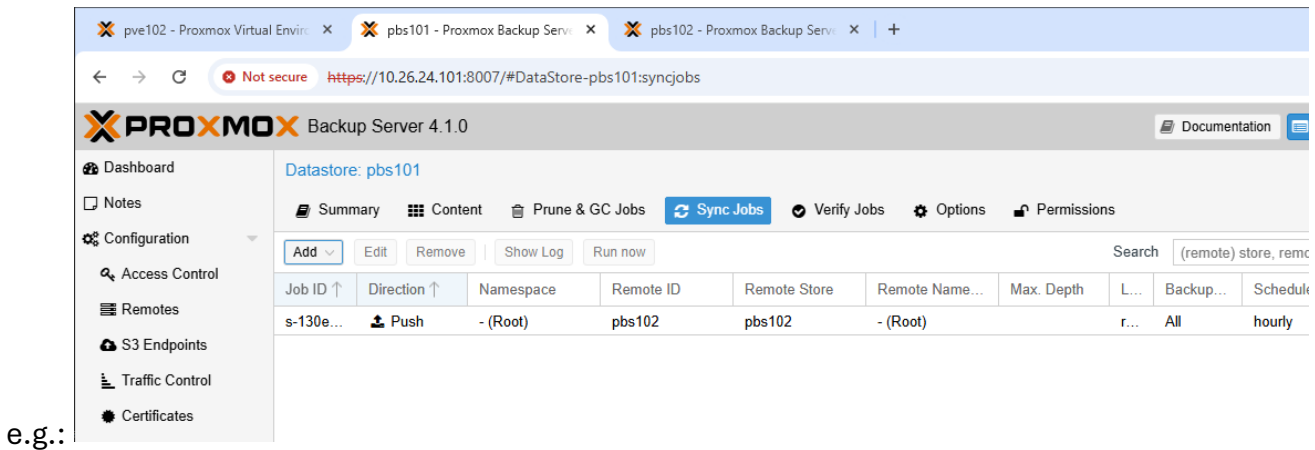 pve102 - Proxmox Virtual Enviro
pbs101 - Proxmox Backup Serve
pbs102 - Proxmox Backup Serve
Not secure https://10.26.24.101:8007/#DataStore-pbs101:syncjobs
PROXMOX Backup Server 4.1.0 Documentation
Dashboard
Datastore: pbs101
Notes
Summary Content Prune & GC Jobs Sync Jobs Verify Jobs Options Permissions
Configuration
Add Edit Remove Show Log Run now Search (remote) store, remo
Access Control
Job ID ↑ Direction ↑ Namespace Remote ID Remote Store Remote Name... Max. Depth L... Backup... Schedule
Remotes
s-130e... Push - (Root) pbs102 pbs102 - (Root) r... All hourly
S3 Endpoints
Traffic Control
Certificates
e.g.: